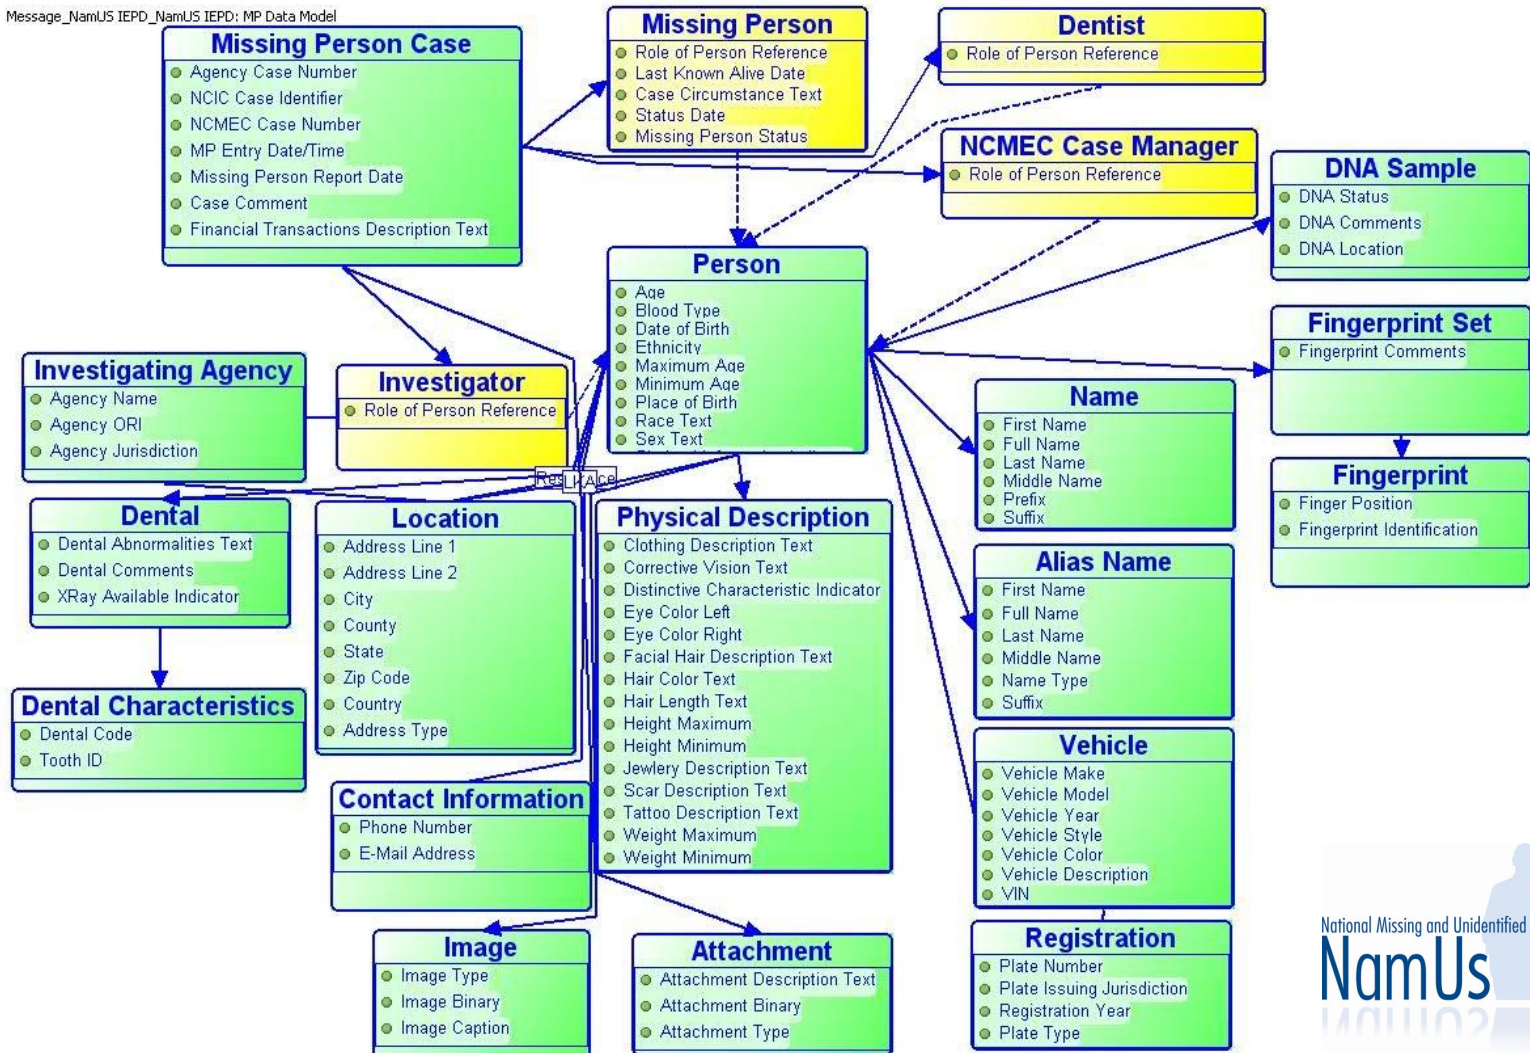 Message_NamUS IEPD_NamUS IEPD: MP Data Model
Missing Person Case
Agency Case Number
NCIC Case Identifier
NCMEC Case Number
MP Entry Date/Time
Missing Person Report Date
Case Comment
Financial Transactions Description Text
Missing Person
Role of Person Reference
Last Known Alive Date
Case Circumstance Text
Status Date
Missing Person Status
Dentist
Role of Person Reference
NCMEC Case Manager
Role of Person Reference
DNA Sample
DNA Status
DNA Comments
DNA Location
Person
Age
Blood Type
Date of Birth
Ethnicity
Maximum Age
Minimum Age
Place of Birth
Race Text
Sex Text
Fingerprint Set
Fingerprint Comments
Investigating Agency
Agency Name
Agency ORI
Agency Jurisdiction
Investigator
Role of Person Reference
Name
First Name
Full Name
Last Name
Middle Name
Prefix
Suffix
Fingerprint
Finger Position
Fingerprint Identification
LKA
Dental
Dental Abnormalities Text
Dental Comments
XRay Available Indicator
Location
Address Line 1
Address Line 2
City
County
State
Zip Code
Country
Address Type
Physical Description
Clothing Description Text
Corrective Vision Text
Distinctive Characteristic Indicator
Eye Color Left
Eye Color Right
Facial Hair Description Text
Hair Color Text
Hair Length Text
Height Maximum
Height Minimum
Jewlery Description Text
Scar Description Text
Tattoo Description Text
Weight Maximum
Weight Minimum
Alias Name
First Name
Full Name
Last Name
Middle Name
Name Type
Suffix
Dental Characteristics
Dental Code
Tooth ID
Vehicle
Vehicle Make
Vehicle Model
Vehicle Year
Vehicle Style
Vehicle Color
Vehicle Description
VIN
Contact Information
Phone Number
E-Mail Address
Image
Image Type
Image Binary
Image Caption
Attachment
Attachment Description Text
Attachment Binary
Attachment Type
Registration
Plate Number
Plate Issuing Jurisdiction
Registration Year
Plate Type
National Missing and Unidentified
NamUs